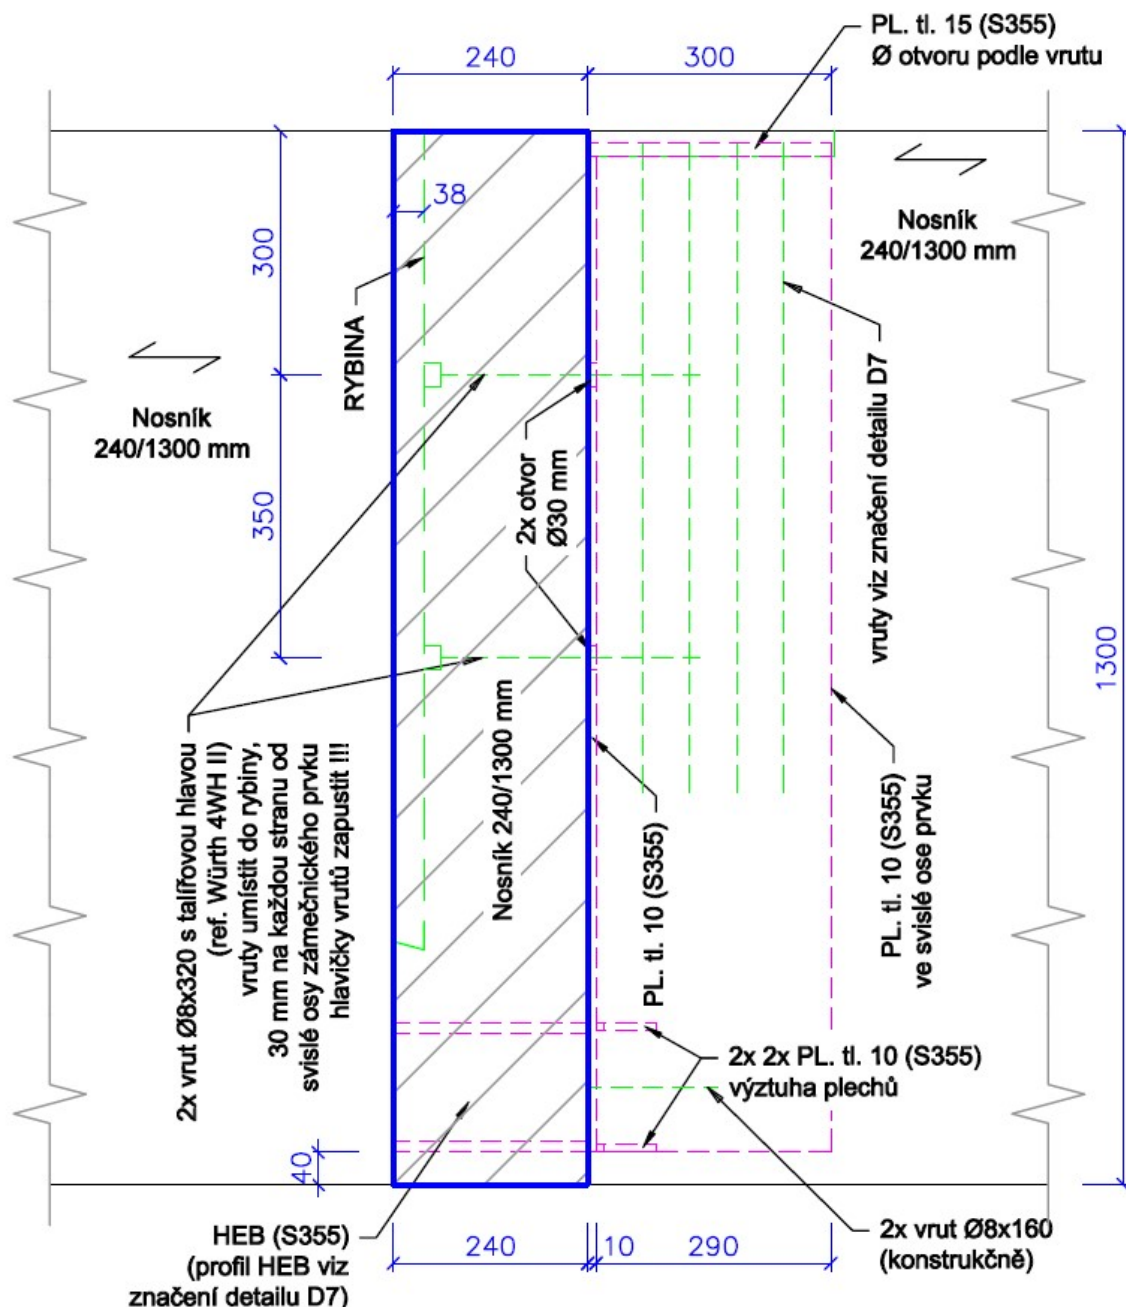 PL. tl. 15 (S355)
Ø otvoru podle vrutu
240
300
38
300
RYBINA
Nosník
240/1300 mm
Nosník
240/1300 mm
350
2x otvor
Ø30 mm
vruty viz značení detailu D7
1300
2x vrut Ø8x320 s talířovou hlavou
(ref. Würth 4WH II)
vruty umístit do rybiny,
30 mm na každou stranu od
svislé osy zámečnického prvku
hlavičky vrutů zapustit !!!
Nosník 240/1300 mm
PL. tl. 10 (S355)
PL. tl. 10 (S355)
ve svislé ose prvku
2x 2x PL. tl. 10 (S355)
výztuha plechů
40
HEB (S355)
(profil HEB viz
značení detailu D7)
240
10
290
2x vrut Ø8x160
(konstrukčně)